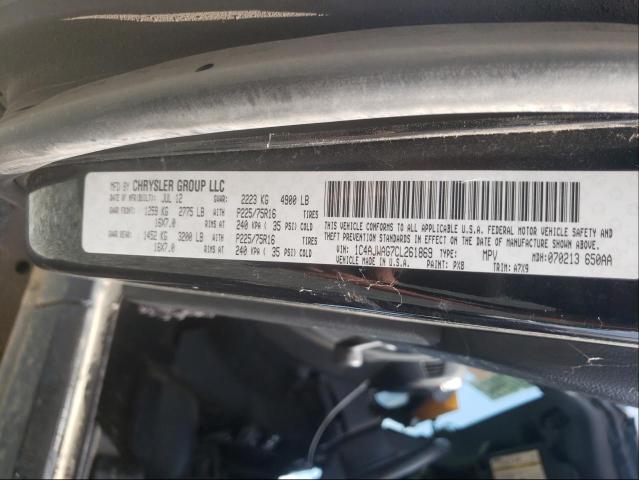 MFD BY CHRYSLER GROUP LLC
DATE OF MFR(BUILT): JUL 12 GVWR: 2223 KG 4900 LB
GAWR FRONT: 1259 KG 2775 LB P225/75R16 TIRES
WITH
16X7.0 RIMS AT 240 KPA ( 35 PSI) COLD
GAWR REAR: 1452 KG 3200 LB P225/75R16 TIRES
WITH
16X7.0 RIMS AT 240 KPA ( 35 PSI) COLD
THIS VEHICLE CONFORMS TO ALL APPLICABLE U.S.A. FEDERAL MOTOR VEHICLE SAFETY AND
THEFT PREVENTION STANDARDS IN EFFECT ON THE DATE OF MANUFACTURE SHOWN ABOVE.
VIN: 1C4AJWAG7CL261869 TYPE: MPV MDH: 070213 650AA
VEHICLE MADE IN U.S.A. PAINT: PX8 TRIM: A7X9